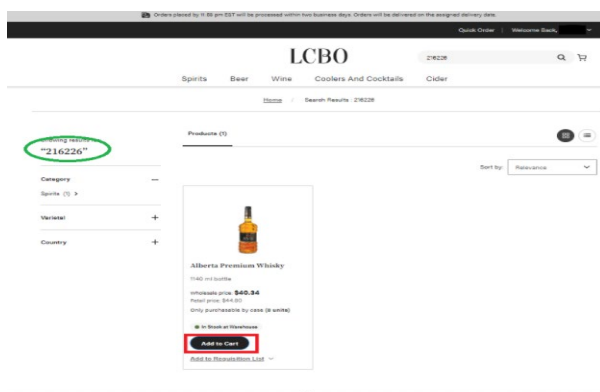 Orders placed by 11:59 pm EST will be processed within two business days. Orders will be delivered on the assigned delivery date.
Quick Order | Welcome Back,
LCBO
216226
Spirits Beer Wine Coolers And Cocktails Cider
Home / Search Results : 216226
Showing results
"216226"
Products (1)
Sort by Relevance
Category
Spirits (1) >
Varietal +
Country +
Alberta Premium Whisky
1140 ml bottle
Wholesale price: $40.34
Retail price: $44.80
Only purchasable by case (8 units)
In Stock at Warehouse
Add to Cart
Add to Requisition List